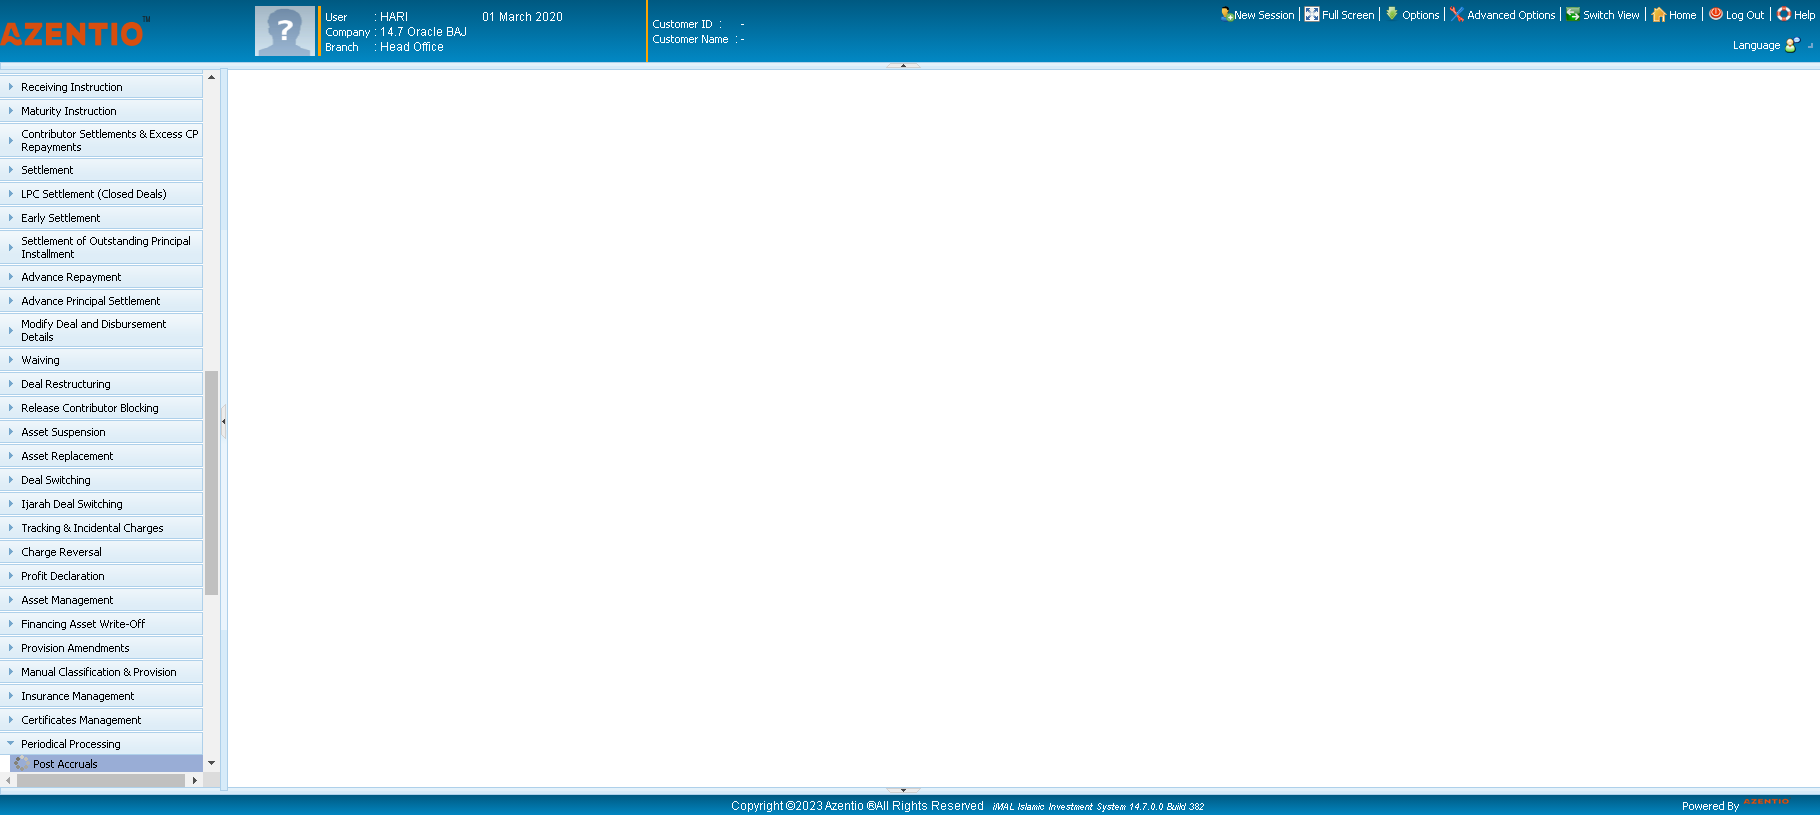 AZENTIO™
?
User : HARI 01 March 2020
Company : 14.7 Oracle BAJ
Branch : Head Office
Customer ID : -
Customer Name : -
New Session | Full Screen | Options | Advanced Options | Switch View | Home | Log Out | Help
Language
Receiving Instruction
Maturity Instruction
Contributor Settlements & Excess CP
Repayments
Settlement
LPC Settlement (Closed Deals)
Early Settlement
Settlement of Outstanding Principal
Installment
Advance Repayment
Advance Principal Settlement
Modify Deal and Disbursement
Details
Waiving
Deal Restructuring
Release Contributor Blocking
Asset Suspension
Asset Replacement
Deal Switching
Ijarah Deal Switching
Tracking & Incidental Charges
Charge Reversal
Profit Declaration
Asset Management
Financing Asset Write-Off
Provision Amendments
Manual Classification & Provision
Insurance Management
Certificates Management
Periodical Processing
Post Accruals
Copyright ©2023 Azentio ®All Rights Reserved iMAL Islamic Investment System 14.7.0.0 Build 382
Powered By AZENTIO